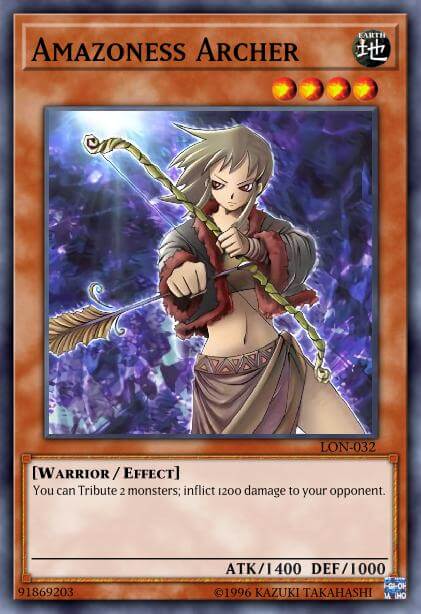 Amazoness Archer
EARTH
地
LON-032
[Warrior / Effect]
You can Tribute 2 monsters; inflict 1200 damage to your opponent.
ATK/1400 DEF/1000
91869203
©1996 KAZUKI TAKAHASHI